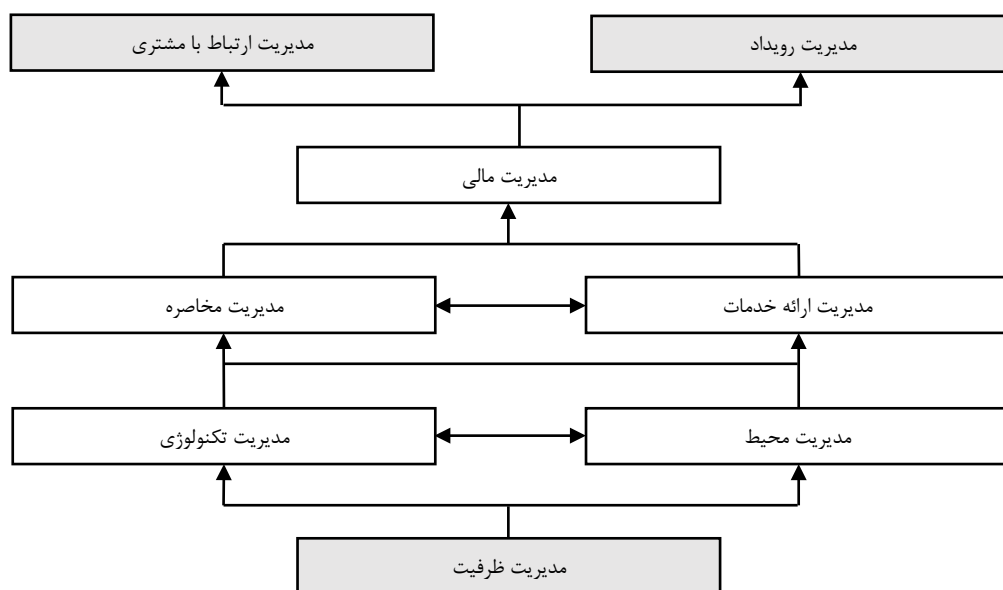 مدیریت رویداد
مدیریت ارتباط با مشتری
مدیریت مالی
مدیریت ارائه خدمات
مدیریت مخاصره
مدیریت محیط
مدیریت تکنولوژی
مدیریت ظرفیت